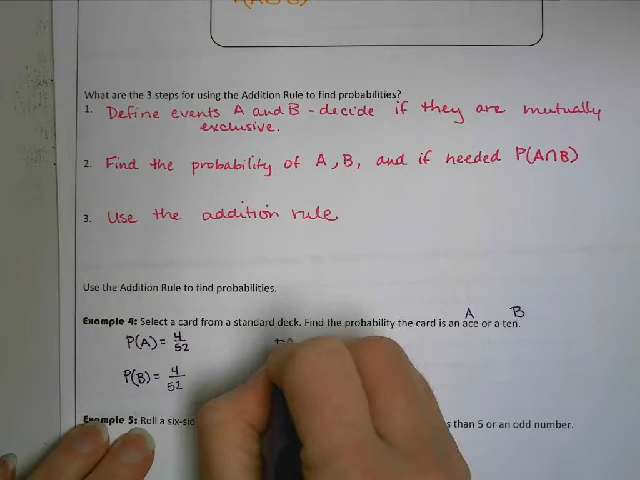 P(A∩B)
What are the 3 steps for using the Addition Rule to find probabilities?
1. Define events A and B - decide if they are mutually
exclusive.
2. Find the probability of A, B, and if needed P(A∩B)
3. Use the addition rule
Use the Addition Rule to find probabilities.
A B
Example 4: Select a card from a standard deck. Find the probability the card is an ace or a ten.
P(A) = 4/52
P(B) = 4/52
Example 5: Roll a than 5 or an odd number.